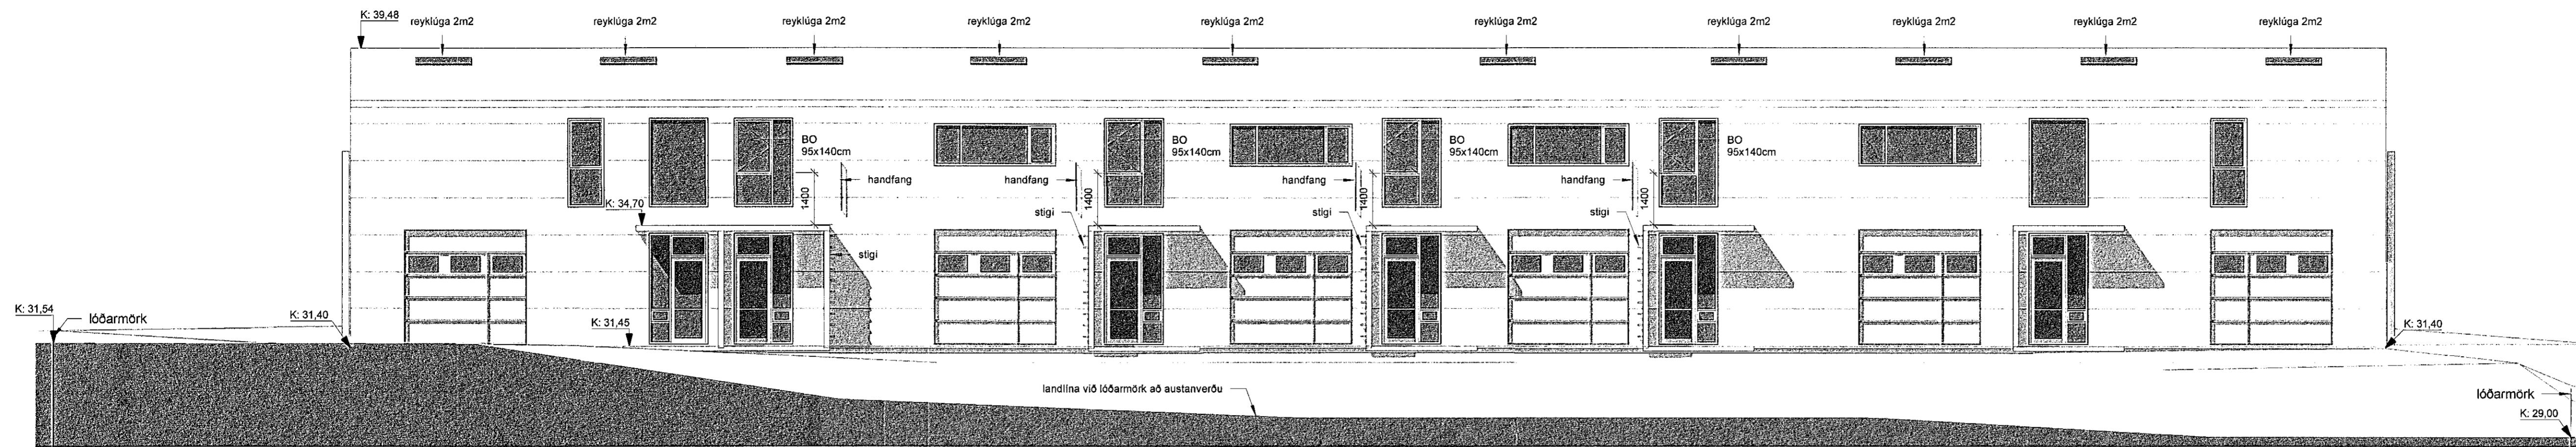 K: 39,48
reyklúga 2m2
reyklúga 2m2
reyklúga 2m2
reyklúga 2m2
reyklúga 2m2
reyklúga 2m2
reyklúga 2m2
reyklúga 2m2
reyklúga 2m2
reyklúga 2m2
BO
95x140cm
BO
95x140cm
BO
95x140cm
BO
95x140cm
handfang
handfang
handfang
handfang
1400
1400
1400
1400
K: 34,70
stigi
stigi
stigi
stigi
K: 31,54
lóðarmörk
K: 31,40
K: 31,45
K: 31,40
landlína við lóðarmörk að austanverðu
lóðarmörk
K: 29,00